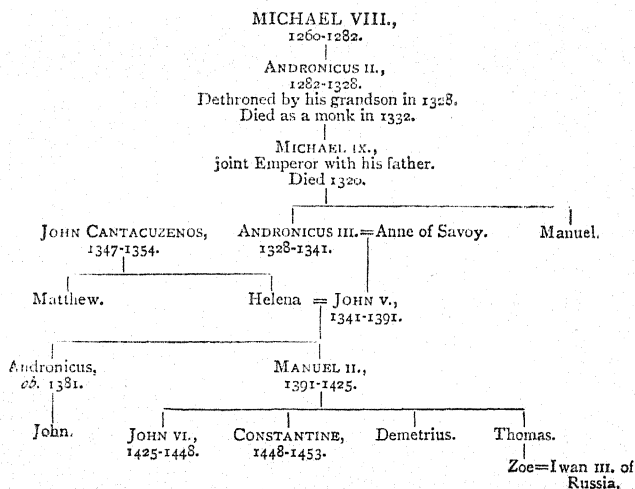 MICHAEL VIII.,
1260-1282.
ANDRONICUS II.,
1282-1328.
Dethroned by his grandson in 1328.
Died as a monk in 1332.
MICHAEL IX.,
joint Emperor with his father.
Died 1320.
JOHN CANTACUZENOS, ANDRONICUS III.=Anne of Savoy. Manuel.
1347-1354. 1328-1341.
Matthew. Helena = JOHN V.,
1341-1391.
Andronicus, MANUEL II.,
ob. 1381. 1391-1425.
John. JOHN VI., CONSTANTINE, Demetrius. Thomas.
1425-1448. 1448-1453.
Zoe=Iwan III. of
Russia.